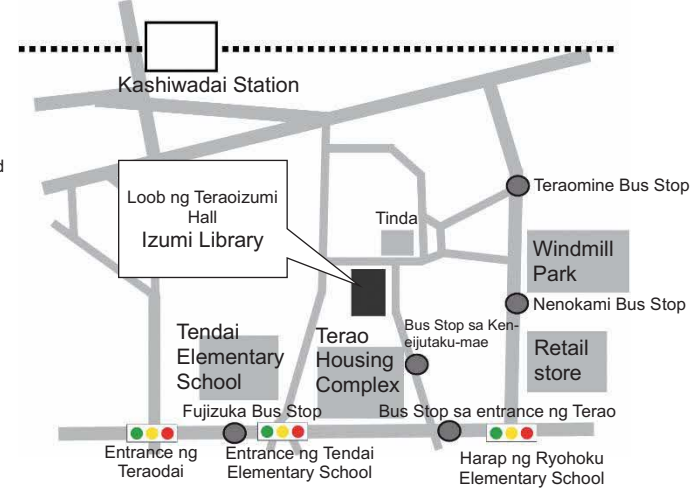 Kashiwadai Station
Loob ng Teraoizumi
Hall
Izumi Library
Teraomine Bus Stop
Tinda
Windmill
Park
Nenokami Bus Stop
Bus Stop sa Ken-
eijutaku-mae
Tendai
Elementary
School
Terao
Housing
Complex
Retail
store
Fujizuka Bus Stop
Bus Stop sa entrance ng Terao
Entrance ng
Teraodai
Entrance ng Tendai
Elementary School
Harap ng Ryohoku
Elementary School